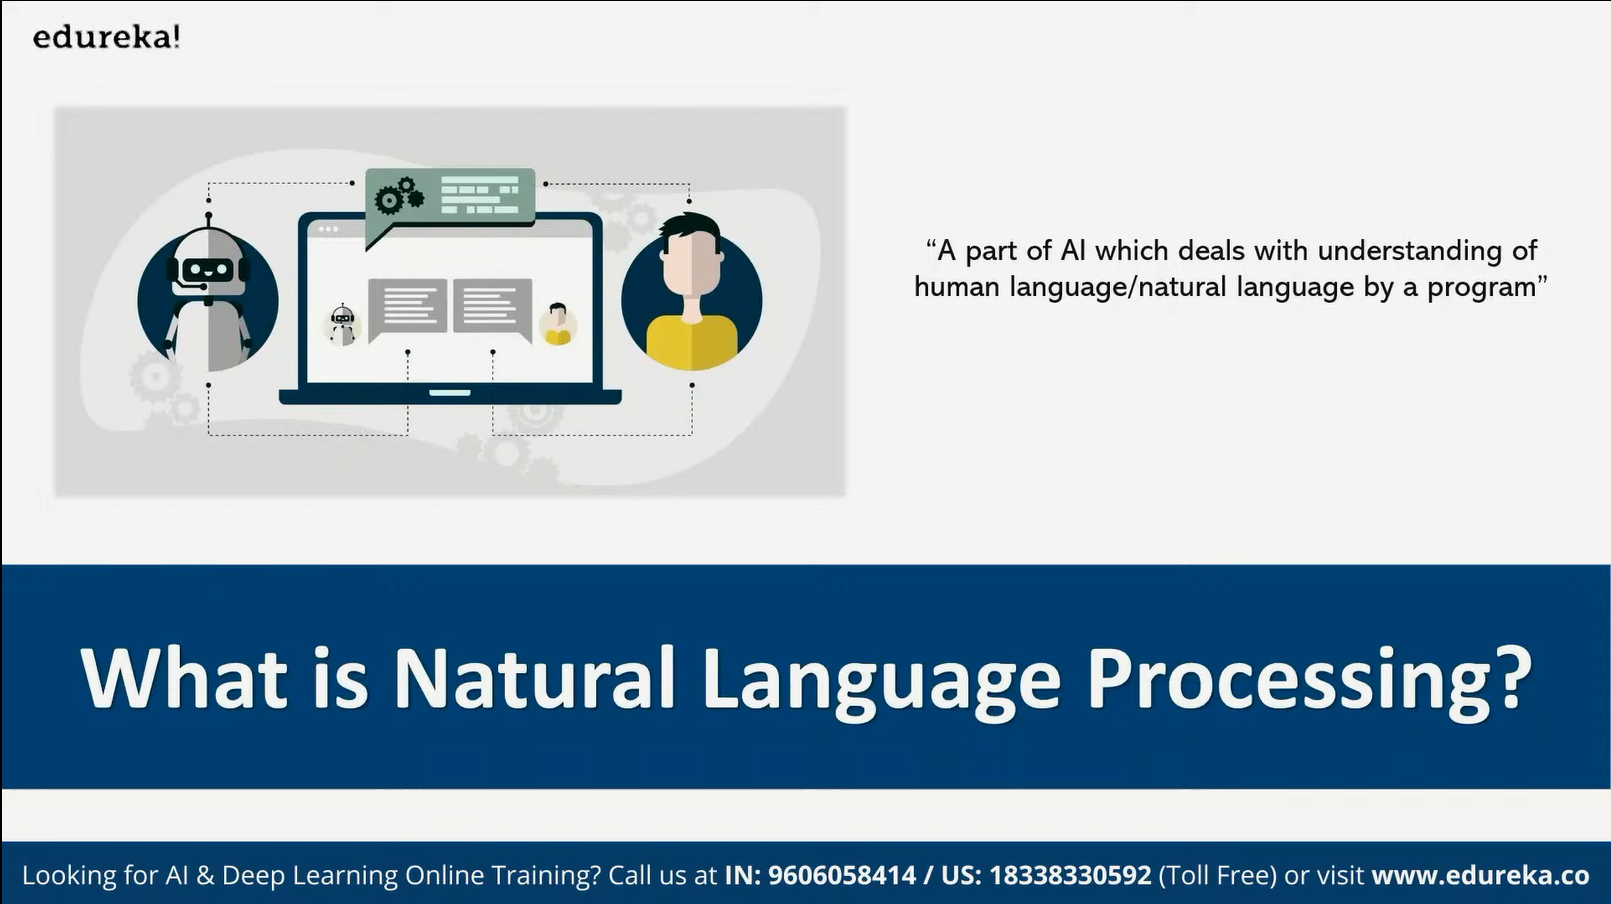 edureka!
“A part of AI which deals with understanding of
human language/natural language by a program”
What is Natural Language Processing?
Looking for AI & Deep Learning Online Training? Call us at IN: 9606058414 / US: 18338330592 (Toll Free) or visit www.edureka.co